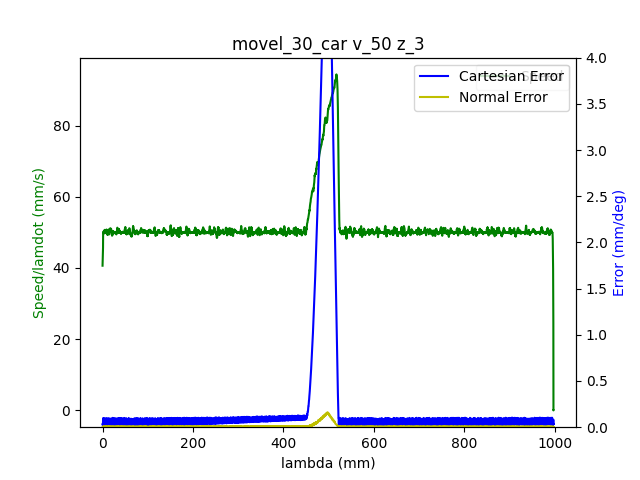 movel_30_car v_50 z_3
Cartesian Error
Normal Error
Speed/lamdot (mm/s)
Error (mm/deg)
80
60
40
20
0
4.0
3.5
3.0
2.5
2.0
1.5
1.0
0.5
0.0
0 200 400 600 800 1000
lambda (mm)